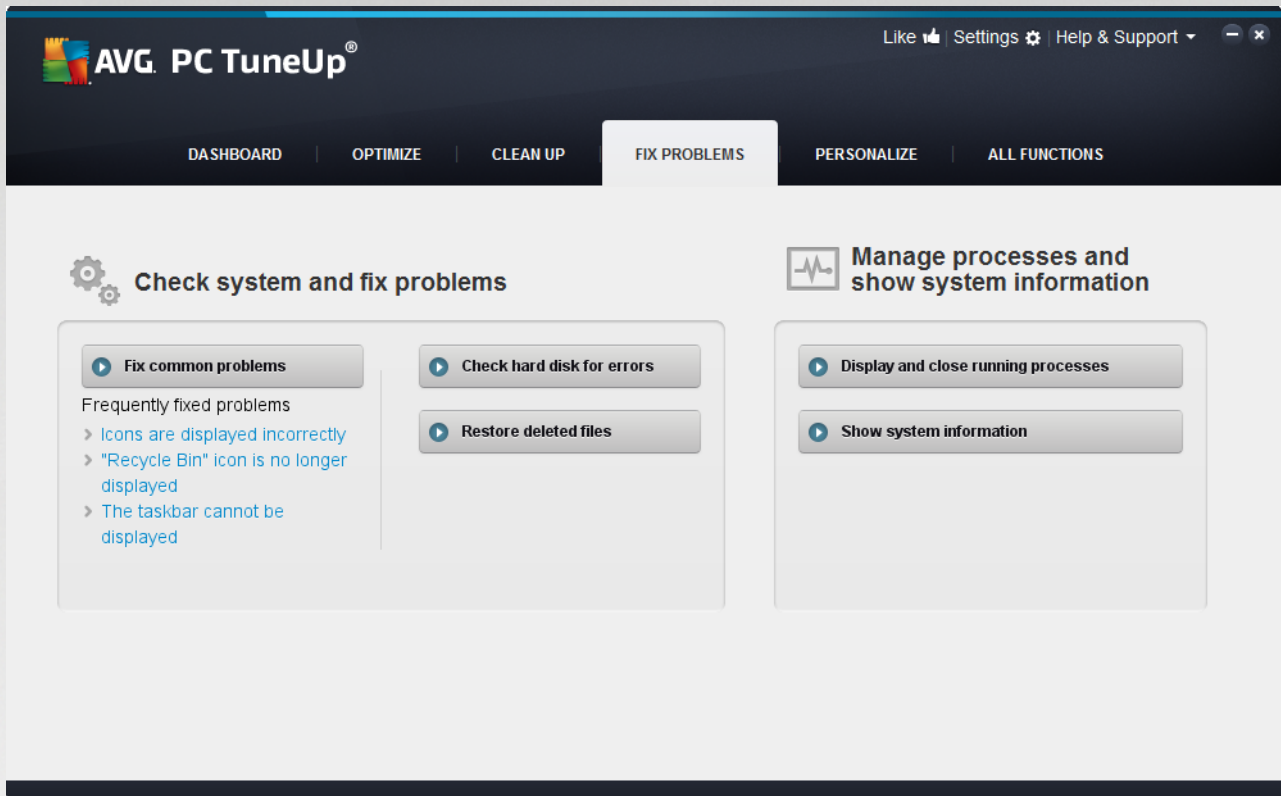 Like | Settings | Help & Support
AVG. PC TuneUp®
DASHBOARD
OPTIMIZE
CLEAN UP
FIX PROBLEMS
PERSONALIZE
ALL FUNCTIONS
Check system and fix problems
Fix common problems
Frequently fixed problems
Icons are displayed incorrectly
"Recycle Bin" icon is no longer
displayed
The taskbar cannot be
displayed
Check hard disk for errors
Restore deleted files
Manage processes and
show system information
Display and close running processes
Show system information